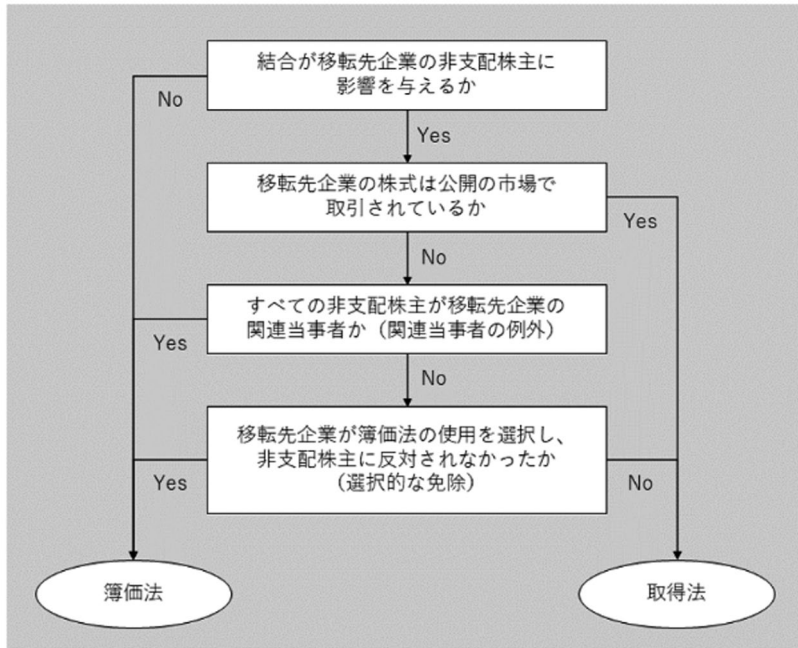 結合が移転先企業の非支配株主に
影響を与えるか
No
Yes
移転先企業の株式は公開の市場で
取引されているか
Yes
No
すべての非支配株主が移転先企業の
関連当事者か（関連当事者の例外）
Yes
No
移転先企業が簿価法の使用を選択し、
非支配株主に反対されなかったか
（選択的な免除）
Yes
No
簿価法
取得法